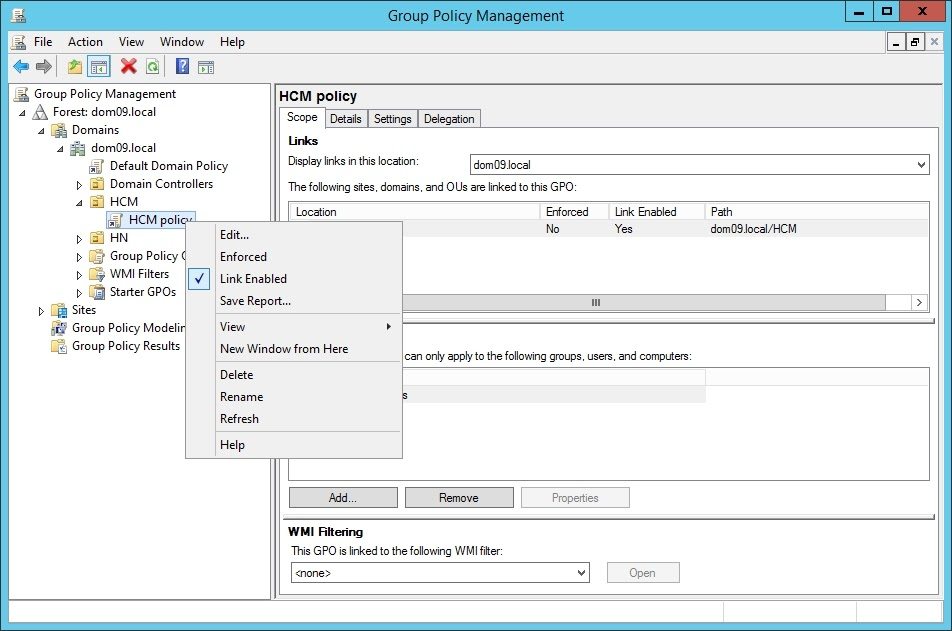 Group Policy Management
File Action View Window Help
Group Policy Management
Forest: dom09.local
Domains
dom09.local
Default Domain Policy
Domain Controllers
HCM
HCM policy
HN
Group Policy
WMI Filters
Starter GPOs
Sites
Group Policy
Group Policy Results
Edit...
Enforced
Link Enabled
Save Report...
View
New Window from Here
Delete
Rename
Refresh
Help
HCM policy
Scope Details Settings Delegation
Links
Display links in this location: dom09.local
The following sites, domains, and OUs are linked to this GPO:
Location Enforced Link Enabled Path
No Yes dom09.local/HCM
can only apply to the following groups, users, and computers:
Add... Remove Properties
WMI Filtering
This GPO is linked to the following WMI filter:
<none> Open